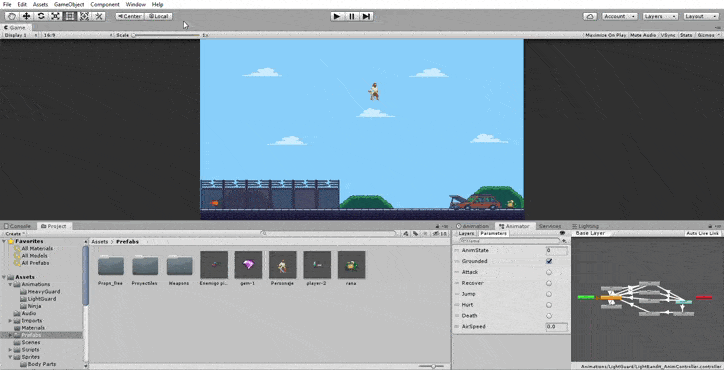 File Edit Assets GameObject Component Window Help
Center Local Account Layers Layout
Game
Display 1 16:9 Scale 1x Maximize On Play Mute Audio VSync Stats Gizmos
Console Project
Create
Favorites
All Materials
All Models
All Prefabs
Assets
Animations
HeavyGuard
LightGuard
Ninja
Audio
Imports
Materials
Prefabs
Scenes
Scripts
Sprites
Body Parts
Assets Prefabs
Props_Free Proyectiles Weapons Enemigo pi... gem-1 Personaje player-2 rana
Animation Animator Services Lighting
Layers Parameters
Name
AnimState 0
Grounded
Attack
Recover
Jump
Hurt
Death
AirSpeed 0.0
Base Layer Auto Live Link
Animations/LightGuard/LightBandit_AnimController.controller